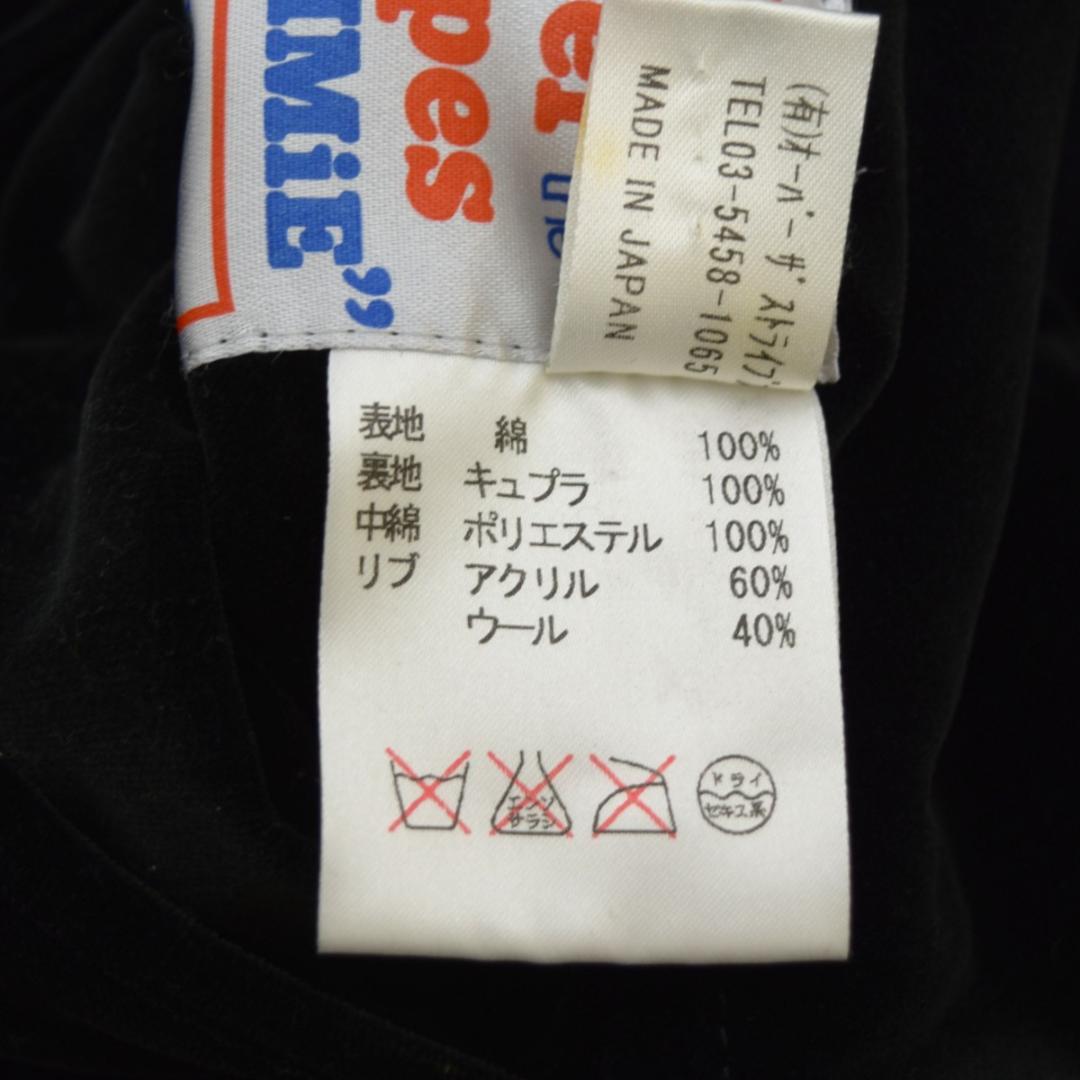 MiE”
pes
er
(有)オーバーザストライプ
TEL03-5458-1065
MADE IN JAPAN
表地 綿 100%
裏地 キュプラ 100%
中綿 ポリエステル 100%
リブ アクリル 60%
ウール 40%
エンソ
サラシ
ドライ
セキユ系